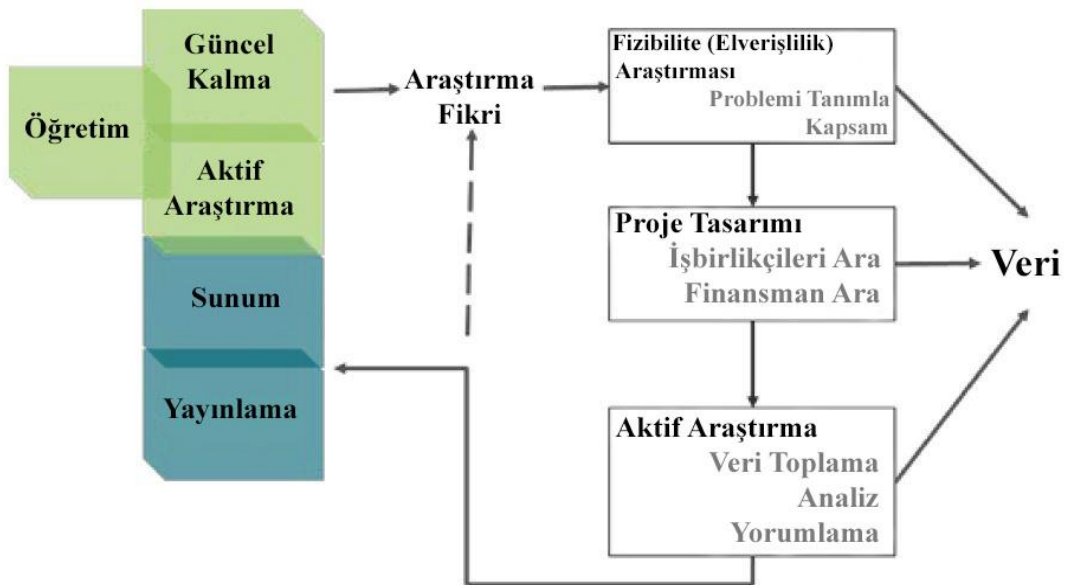 Öğretim
Güncel
Kalma
Aktif
Araştırma
Sunum
Yayınlama
Araştırma
Fikri
Fizibilite (Elverişlilik)
Araştırması
Problemi Tanımla
Kapsam
Proje Tasarımı
İşbirlikçileri Ara
Finansman Ara
Aktif Araştırma
Veri Toplama
Analiz
Yorumlama
Veri